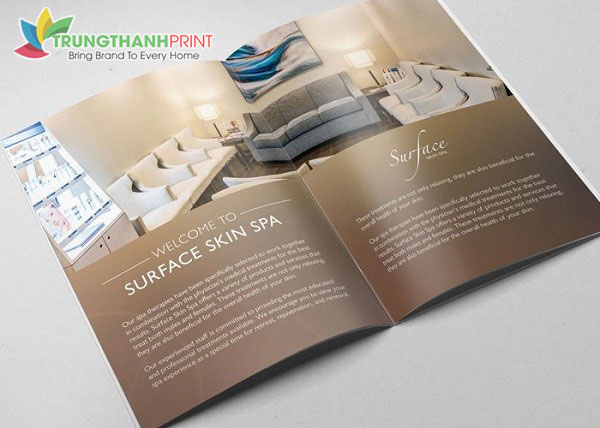 TRUNGTHANHPRINT
Bring Brand To Every Home
WELCOME TO
SURFACE SKIN SPA
Our spa therapies have been specifically selected to work together
in combination with the physician's medical treatments for the best
results. Surface Skin Spa offers a variety of products and services that
treat both males and females. These treatments are not only relaxing,
they are also beneficial for the overall health of your skin.
Our experienced staff is committed to providing the most educated
and professional treatments available. We encourage you to view your
spa experience as a special time for retreat, rejuvenation, and renewal.
Surface
SKIN SPA
These treatments are not only relaxing, they are also beneficial for the
overall health of your skin.
Our spa therapies have been specifically selected to work together
in combination with the physician's medical treatments for the best
results. Surface Skin Spa offers a variety of products and services that
treat both males and females. These treatments are not only relaxing,
they are also beneficial for the overall health of your skin.